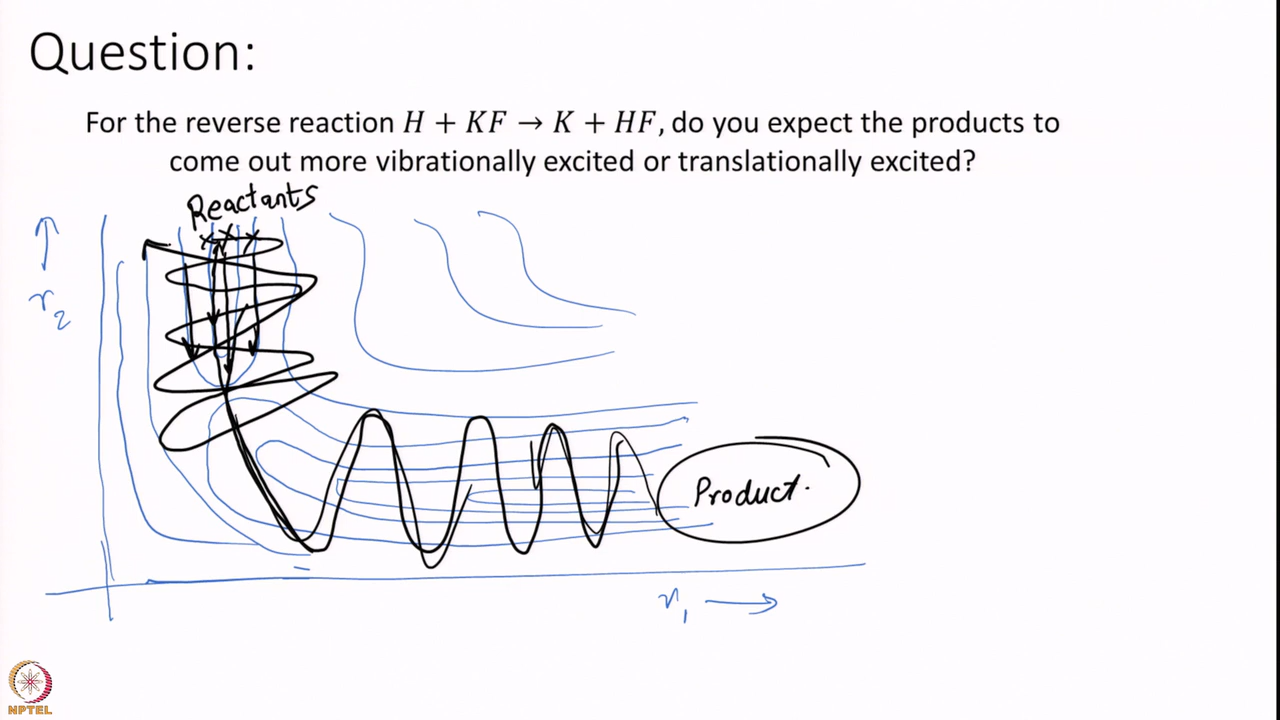 Question:
For the reverse reaction H + KF → K + HF, do you expect the products to
come out more vibrationally excited or translationally excited?
Reactants
r₂
Product.
r₁
NPTEL